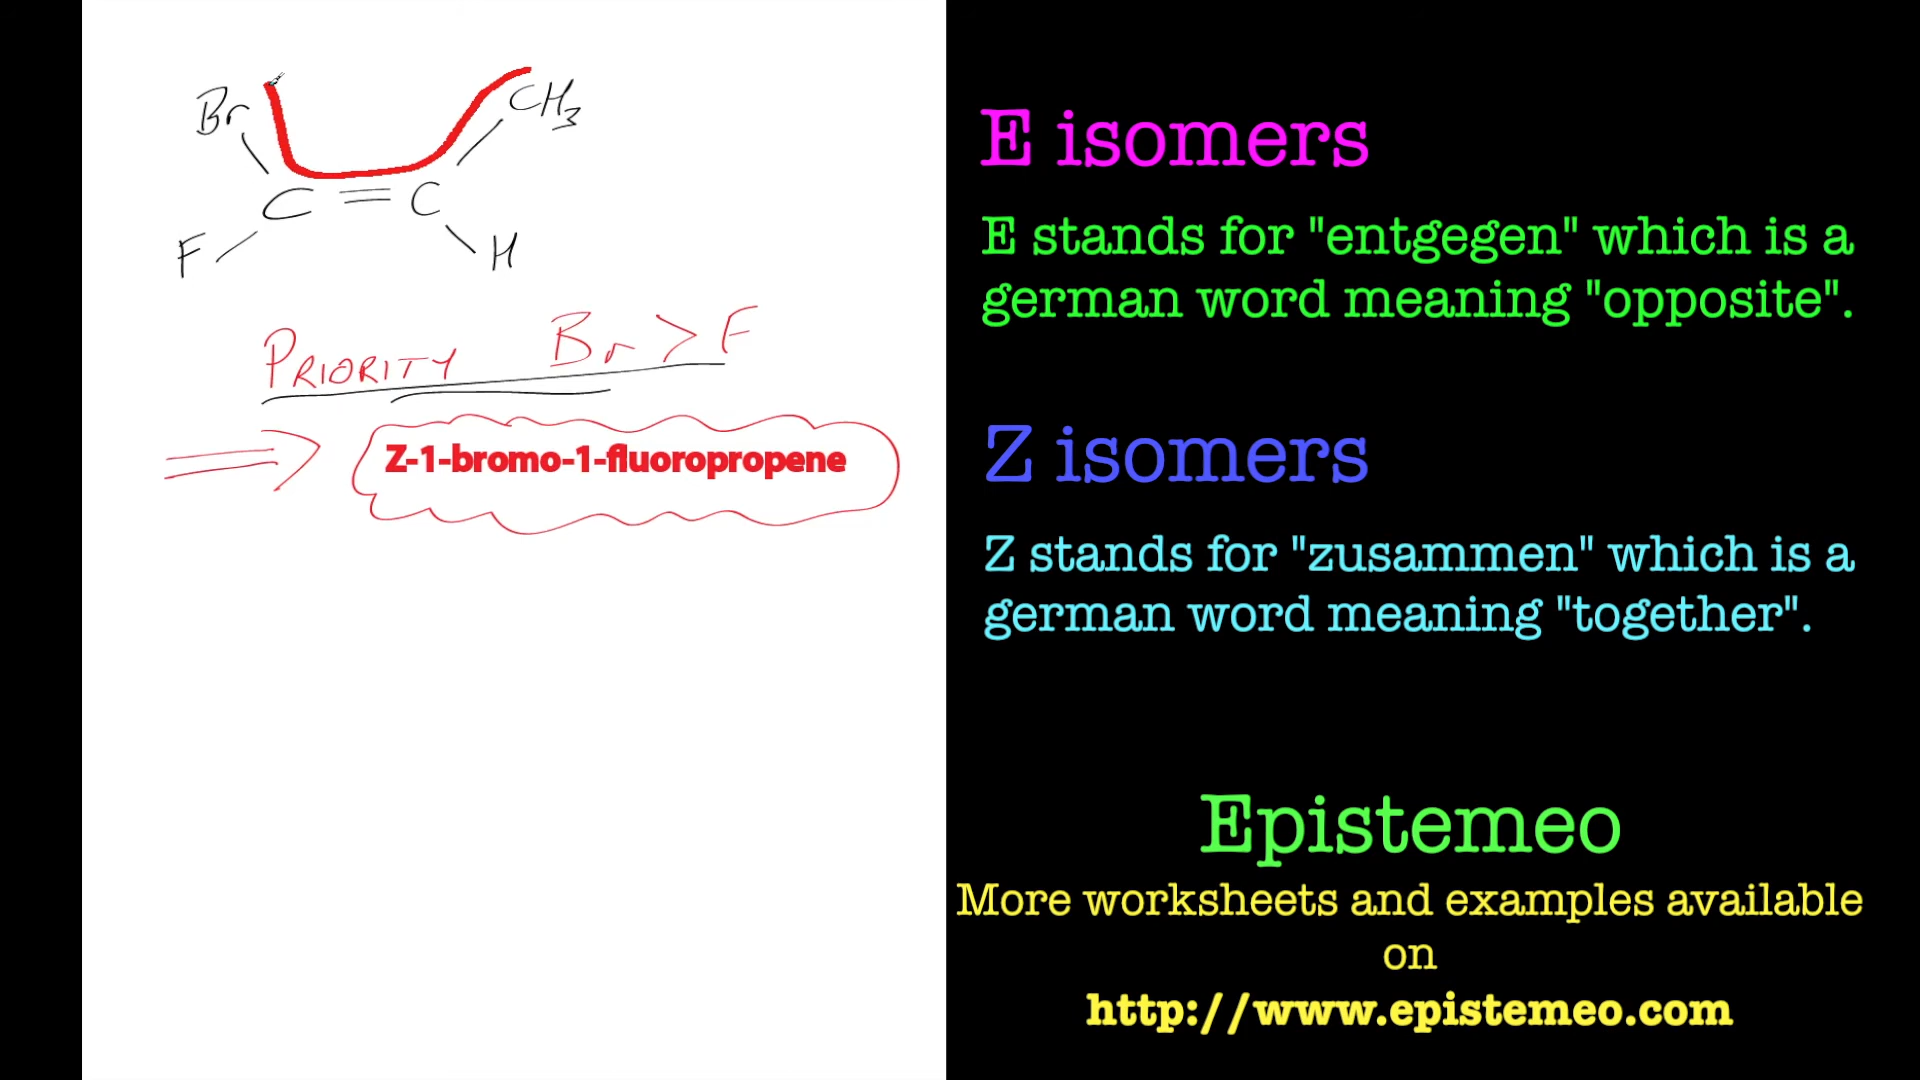 Br CH₃
C = C
F H
PRIORITY Br > F
Z-1-bromo-1-fluoropropene
E isomers
E stands for "entgegen" which is a
german word meaning "opposite".
Z isomers
Z stands for "zusammen" which is a
german word meaning "together".
Epistemeo
More worksheets and examples available
on
http://www.epistemeo.com